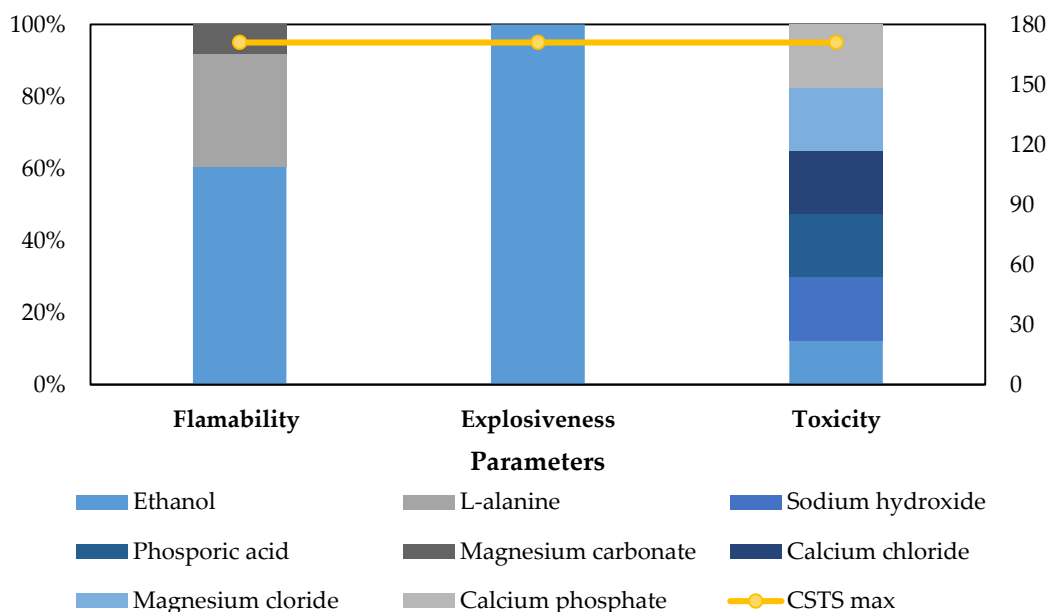 100%
80%
60%
40%
20%
0%
180
150
120
90
60
30
0
Flamability Explosiveness Toxicity
Parameters
Ethanol L-alanine Sodium hydroxide
Phosporic acid Magnesium carbonate Calcium chloride
Magnesium cloride Calcium phosphate CSTS max